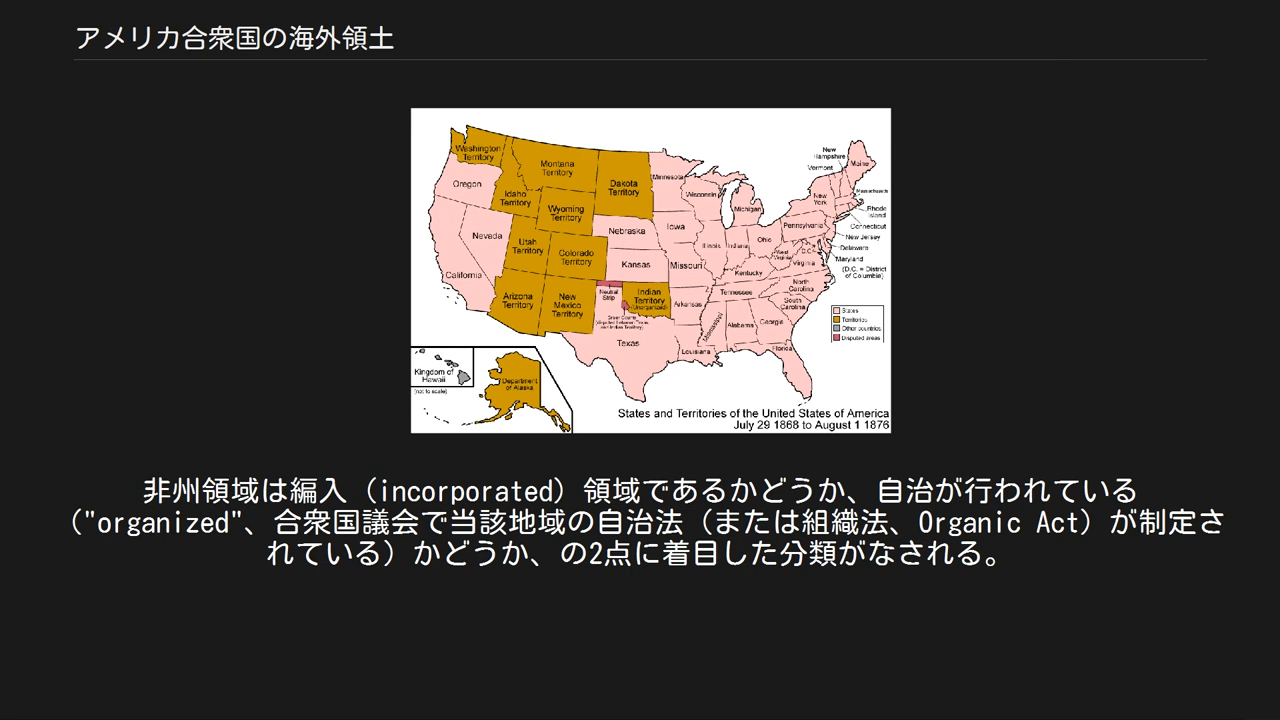 アメリカ合衆国の海外領土
Washington
Territory
Montana
Territory
Dakota
Territory
Minnesota
Oregon
Idaho
Territory
Wyoming
Territory
Wisconsin
Michigan
New
Hampshire
Vermont
Maine
Massachusetts
New
York
Rhode
Island
Connecticut
New Jersey
Delaware
Maryland
(D.C. = District
of Columbia)
Nevada
Utah
Territory
Colorado
Territory
Nebraska
Iowa
Illinois
Indiana
Ohio
Pennsylvania
West
Virginia
D.C.
Virginia
California
Kansas
Missouri
Kentucky
Arizona
Territory
New
Mexico
Territory
Neutral
Strip
Indian
Territory
(Unorganized)
Greer County
(disputed between Texas
and Indian Territory)
Arkansas
Tennessee
North
Carolina
South
Carolina
Mississippi
Alabama
Georgia
Texas
Louisiana
Florida
States
Territories
Other countries
Disputed areas
Kingdom of
Hawaii
(not to scale)
Department
of Alaska
States and Territories of the United States of America
July 29 1868 to August 1 1876
非州領域は編入（incorporated）領域であるかどうか、自治が行われている
（"organized"、合衆国議会で当該地域の自治法（または組織法、Organic Act）が制定さ
れている）かどうか、の2点に着目した分類がなされる。